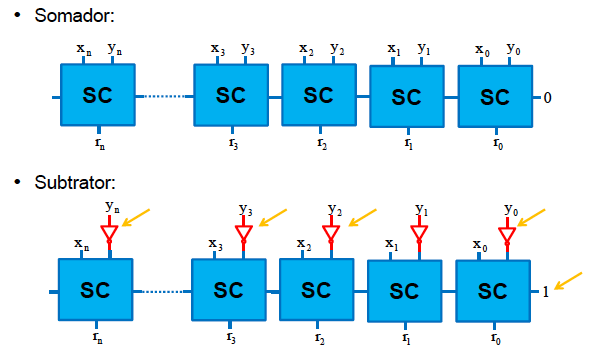 • Somador:
xn yn x3 y3 x2 y2 x1 y1 x0 y0
SC SC SC SC SC 0
rn r3 r2 r1 r0
• Subtrator:
yn y3 y2 y1 y0
xn x3 x2 x1 x0
SC SC SC SC SC 1
rn r3 r2 r1 r0